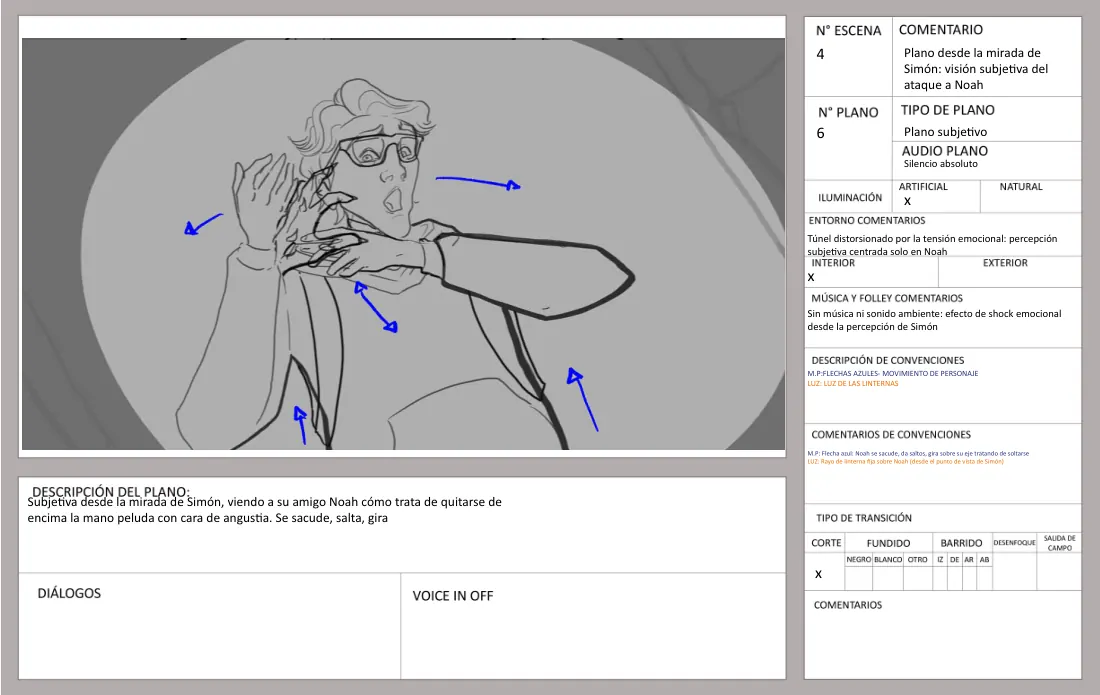 N° ESCENA
4
COMENTARIO
Plano desde la mirada de
Simón: visión subjetiva del
ataque a Noah
N° PLANO
6
TIPO DE PLANO
Plano subjetivo
AUDIO PLANO
Silencio absoluto
ILUMINACIÓN
ARTIFICIAL
X
NATURAL
ENTORNO COMENTARIOS
Túnel distorsionado por la tensión emocional: percepción
subjetiva centrada solo en Noah
INTERIOR
X
EXTERIOR
MÚSICA Y FOLLEY COMENTARIOS
Sin música ni sonido ambiente: efecto de shock emocional
desde la percepción de Simón
DESCRIPCIÓN DE CONVENCIONES
M.P:FLECHAS AZULES- MOVIMIENTO DE PERSONAJE
LUZ: LUZ DE LAS LINTERNAS
COMENTARIOS DE CONVENCIONES
M.P: Flecha azul: Noah se sacude, da saltos, gira sobre su eje tratando de soltarse
LUZ: Rayo de linterna fija sobre Noah (desde el punto de vista de Simón)
TIPO DE TRANSICIÓN
CORTE
X
FUNDIDO
NEGRO BLANCO OTRO
BARRIDO
IZ DE AR AB
DESENFOQUE
SALIDA DE
CAMPO
COMENTARIOS
DESCRIPCIÓN DEL PLANO:
Subjetiva desde la mirada de Simón, viendo a su amigo Noah cómo trata de quitarse de
encima la mano peluda con cara de angustia. Se sacude, salta, gira
DIÁLOGOS
VOICE IN OFF